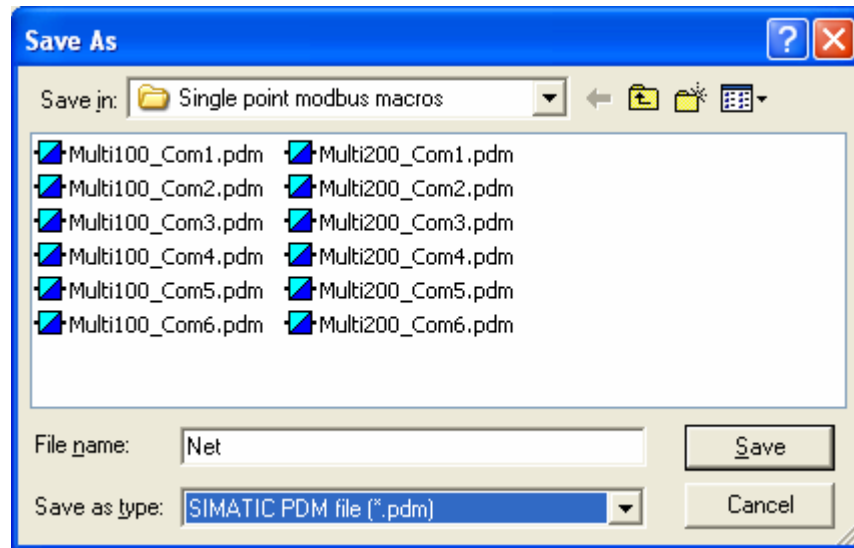 Save As
Save in: Single point modbus macros
Multi100_Com1.pdm Multi200_Com1.pdm
Multi100_Com2.pdm Multi200_Com2.pdm
Multi100_Com3.pdm Multi200_Com3.pdm
Multi100_Com4.pdm Multi200_Com4.pdm
Multi100_Com5.pdm Multi200_Com5.pdm
Multi100_Com6.pdm Multi200_Com6.pdm
File name: Net Save
Save as type: SIMATIC PDM file (*.pdm) Cancel